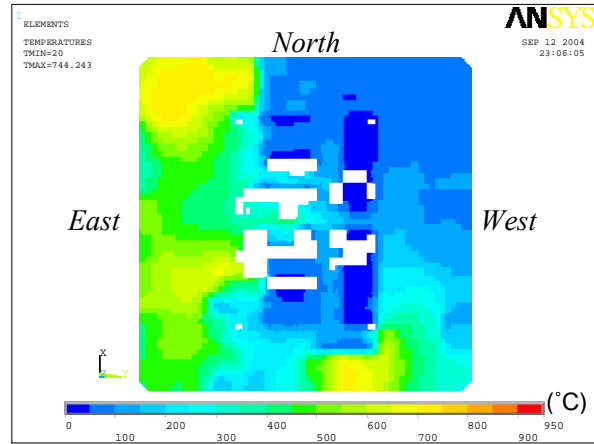 1
ELEMENTS
TEMPERATURES
TMIN=20
TMAX=744.243
ANSYS
SEP 12 2004
23:06:05
North
East
West
X
Z Y
(˚C)
0 200 400 600 800 950
100 300 500 700 900